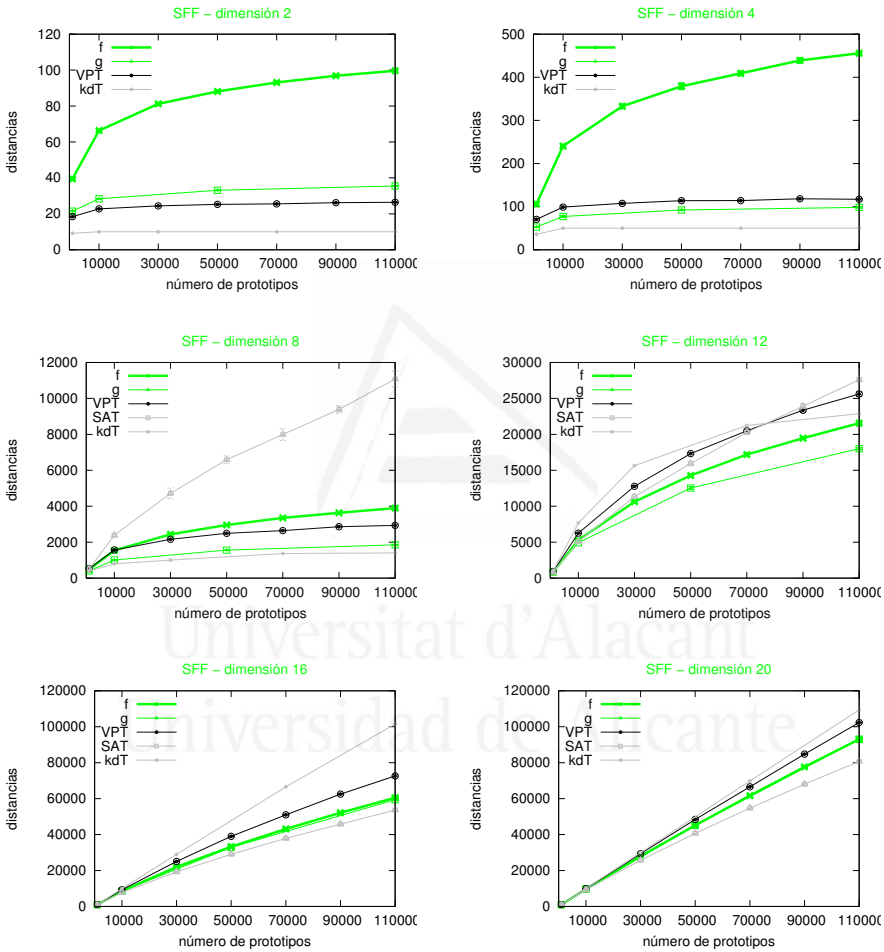 SFF – dimensión 2
120
100
80
60
40
20
0
distancias
f
g
VPT
kdT
10000 30000 50000 70000 90000 110000
número de prototipos
SFF – dimensión 4
500
400
300
200
100
0
distancias
f
g
VPT
kdT
10000 30000 50000 70000 90000 110000
número de prototipos
SFF – dimensión 8
12000
10000
8000
6000
4000
2000
0
distancias
f
g
VPT
SAT
kdT
10000 30000 50000 70000 90000 110000
número de prototipos
SFF – dimensión 12
30000
25000
20000
15000
10000
5000
0
distancias
f
g
VPT
SAT
kdT
10000 30000 50000 70000 90000 110000
número de prototipos
Universitat d'Alacant
Universidad de Alicante
SFF – dimensión 16
120000
100000
80000
60000
40000
20000
0
distancias
f
g
VPT
SAT
kdT
10000 30000 50000 70000 90000 110000
número de prototipos
SFF – dimensión 20
120000
100000
80000
60000
40000
20000
0
distancias
f
g
VPT
SAT
kdT
10000 30000 50000 70000 90000 110000
número de prototipos